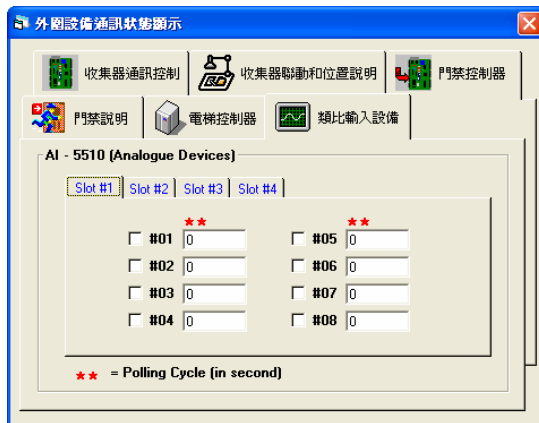 外圍設備通訊狀態顯示
收集器通訊控制 收集器聯動和位置説明 門禁控制器
門禁説明 電梯控制器 類比輸入設備
AI - 5510 (Analogue Devices)
Slot #1 Slot #2 Slot #3 Slot #4
** **
#01 0 #05 0
#02 0 #06 0
#03 0 #07 0
#04 0 #08 0
** = Polling Cycle (in second)